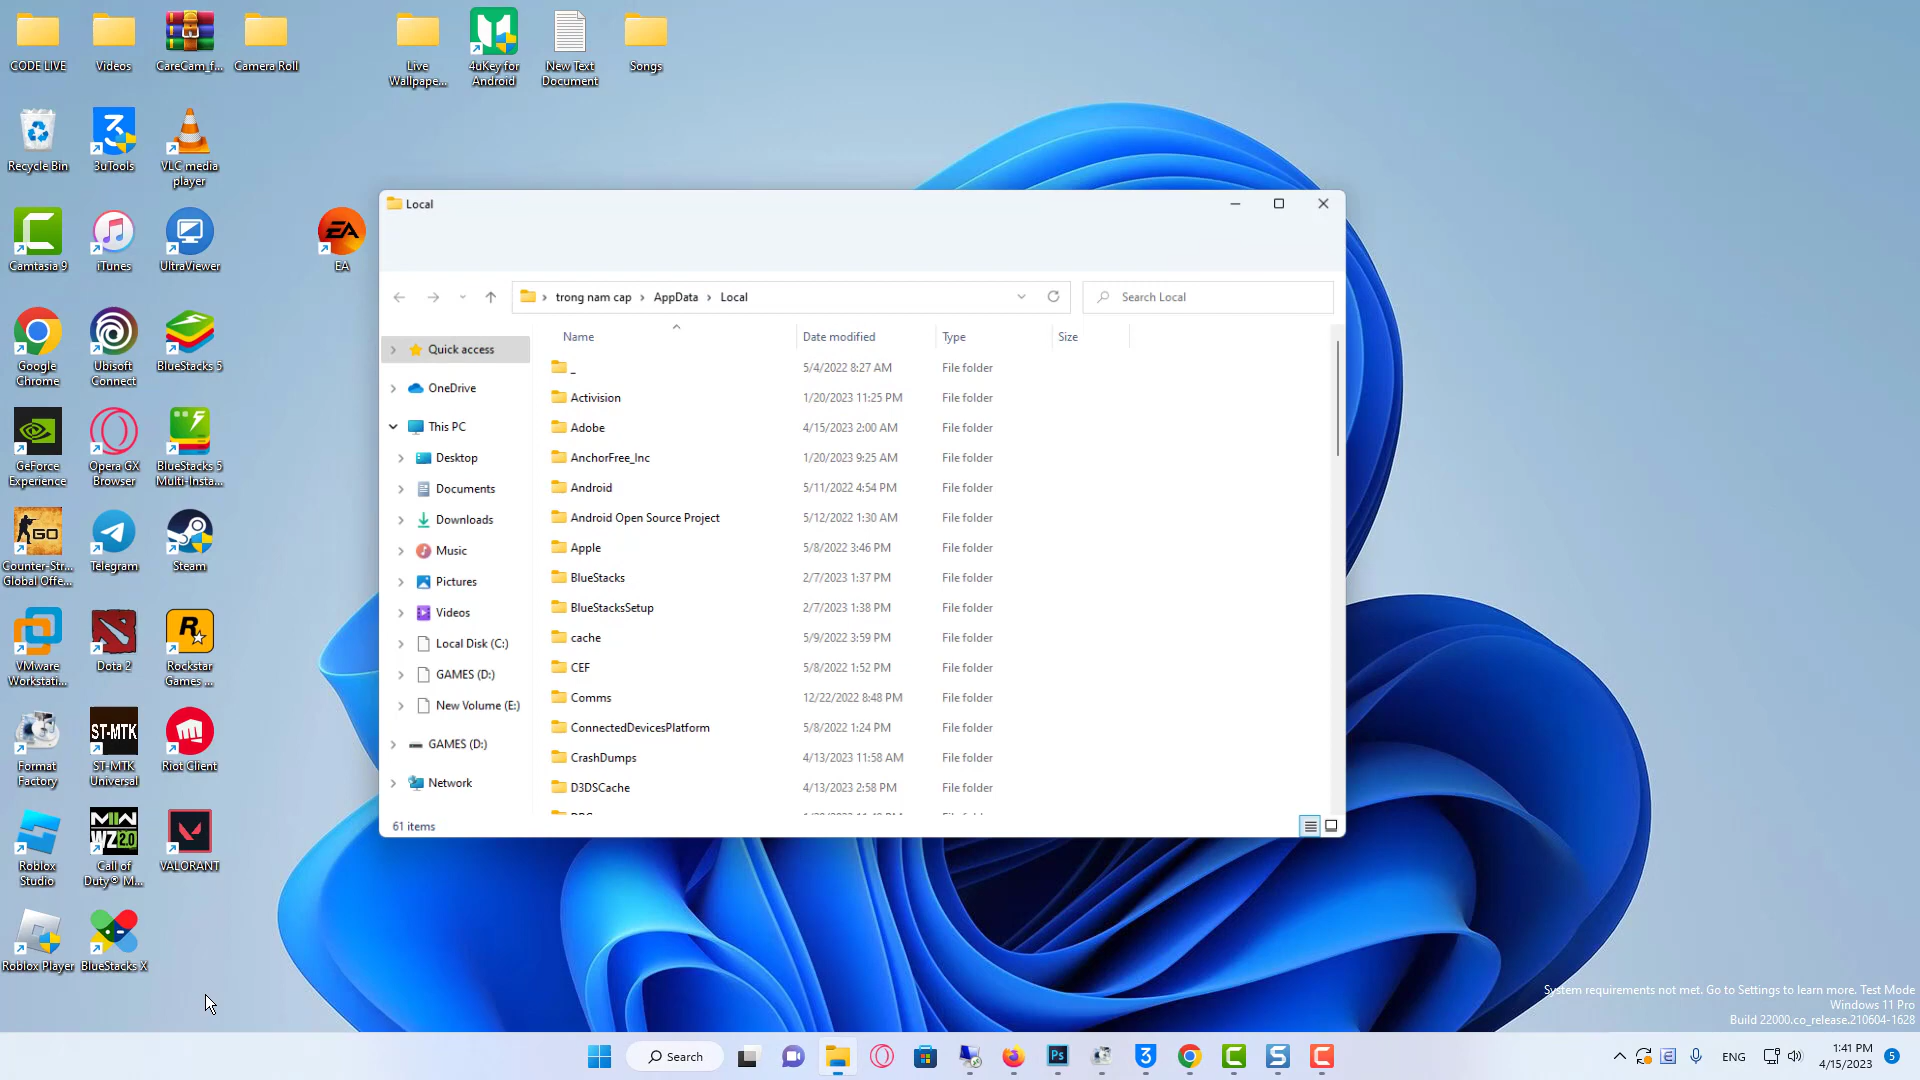 CODE LIVE
Videos
CareCam_f...
Camera Roll
Live
Wallpape...
4uKey for
Android
New Text
Document
Songs
Recycle Bin
3uTools
VLC media
player
Camtasia 9
iTunes
UltraViewer
EA
EA
Google
Chrome
Ubisoft
Connect
BlueStacks 5
GeForce
Experience
Opera GX
Browser
BlueStacks 5
Multi-Insta...
GO
Counter-Str...
Global Offe...
Telegram
Steam
VMware
Workstati...
Dota 2
Rockstar
Games ...
Format
Factory
ST-MTK
ST-MTK
Universal
Riot Client
Roblox
Studio
MW
WZ 2.0
Call of
Duty® M...
VALORANT
Roblox Player
BlueStacks X
Local
trong nam cap
AppData
Local
Search Local
Name
Date modified
Type
Size
Quick access
OneDrive
This PC
Desktop
Documents
Downloads
Music
Pictures
Videos
Local Disk (C:)
GAMES (D:)
New Volume (E:)
GAMES (D:)
Network
_ 5/4/2022 8:27 AM File folder
Activision 1/20/2023 11:25 PM File folder
Adobe 4/15/2023 2:00 AM File folder
AnchorFree_Inc 1/20/2023 9:25 AM File folder
Android 5/11/2022 4:54 PM File folder
Android Open Source Project 5/12/2022 1:30 AM File folder
Apple 5/8/2022 3:46 PM File folder
BlueStacks 2/7/2023 1:37 PM File folder
BlueStacksSetup 2/7/2023 1:38 PM File folder
cache 5/9/2022 3:59 PM File folder
CEF 5/8/2022 1:52 PM File folder
Comms 12/22/2022 8:48 PM File folder
ConnectedDevicesPlatform 5/8/2022 1:24 PM File folder
CrashDumps 4/13/2023 11:58 AM File folder
D3DSCache 4/13/2023 2:58 PM File folder
61 items
System requirements not met. Go to Settings to learn more. Test Mode
Windows 11 Pro
Build 22000.co_release.210604-1628
Search
Ps
ENG
1:41 PM
4/15/2023
5